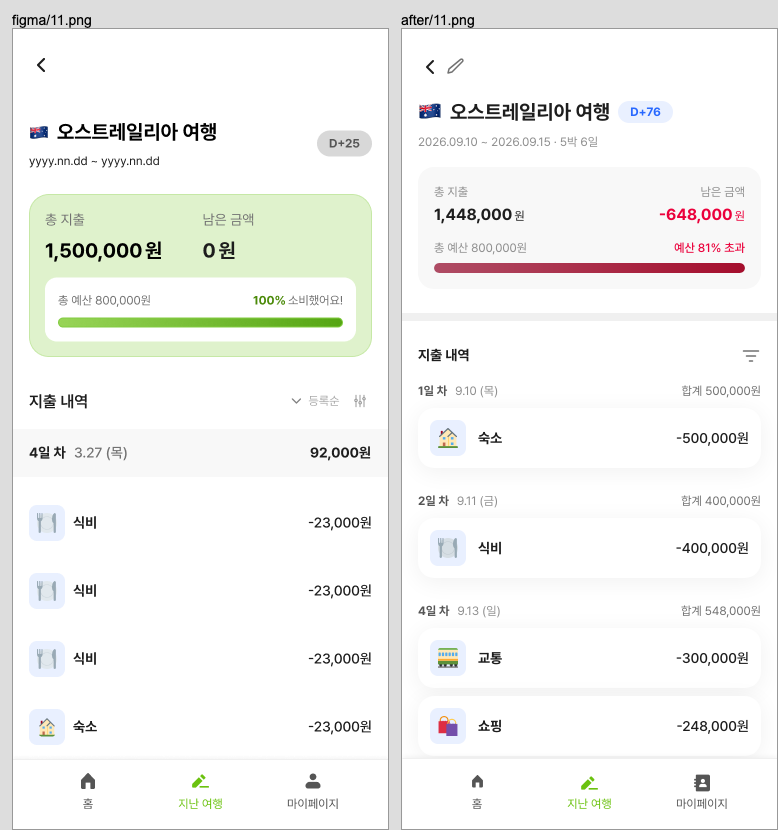 figma/11.png
오스트레일리아 여행
D+25
yyyy.nn.dd ~ yyyy.nn.dd
총 지출 남은 금액
1,500,000 원 0 원
총 예산 800,000원 100% 소비했어요!
지출 내역 등록순
4일 차 3.27 (목) 92,000원
식비 -23,000원
식비 -23,000원
식비 -23,000원
숙소 -23,000원
홈 지난 여행 마이페이지
after/11.png
오스트레일리아 여행 D+76
2026.09.10 ~ 2026.09.15 · 5박 6일
총 지출 남은 금액
1,448,000 원 -648,000 원
총 예산 800,000원 예산 81% 초과
지출 내역
1일 차 9.10 (목) 합계 500,000원
숙소 -500,000원
2일 차 9.11 (금) 합계 400,000원
식비 -400,000원
4일 차 9.13 (일) 합계 548,000원
교통 -300,000원
쇼핑 -248,000원
홈 지난 여행 마이페이지